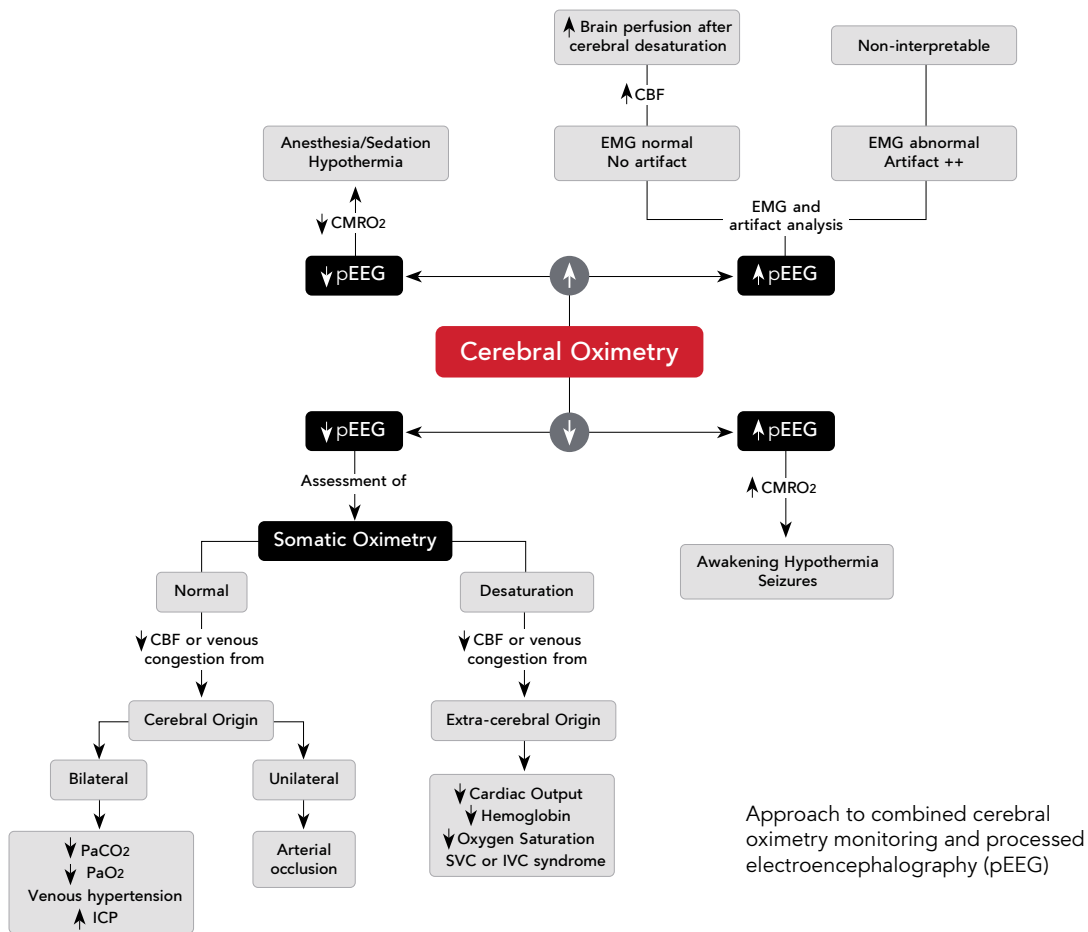 Brain perfusion after
cerebral desaturation
Non-interpretable
CBF
Anesthesia/Sedation
Hypothermia
EMG normal
No artifact
EMG abnormal
Artifact ++
CMRO2
EMG and
artifact analysis
pEEG
pEEG
Cerebral Oximetry
pEEG
pEEG
Assessment of
CMRO2
Somatic Oximetry
Awakening Hypothermia
Seizures
Normal
Desaturation
CBF or venous
congestion from
CBF or venous
congestion from
Cerebral Origin
Extra-cerebral Origin
Bilateral
Unilateral
PaCO2
PaO2
Venous hypertension
ICP
Arterial
occlusion
Cardiac Output
Hemoglobin
Oxygen Saturation
SVC or IVC syndrome
Approach to combined cerebral
oximetry monitoring and processed
electroencephalography (pEEG)